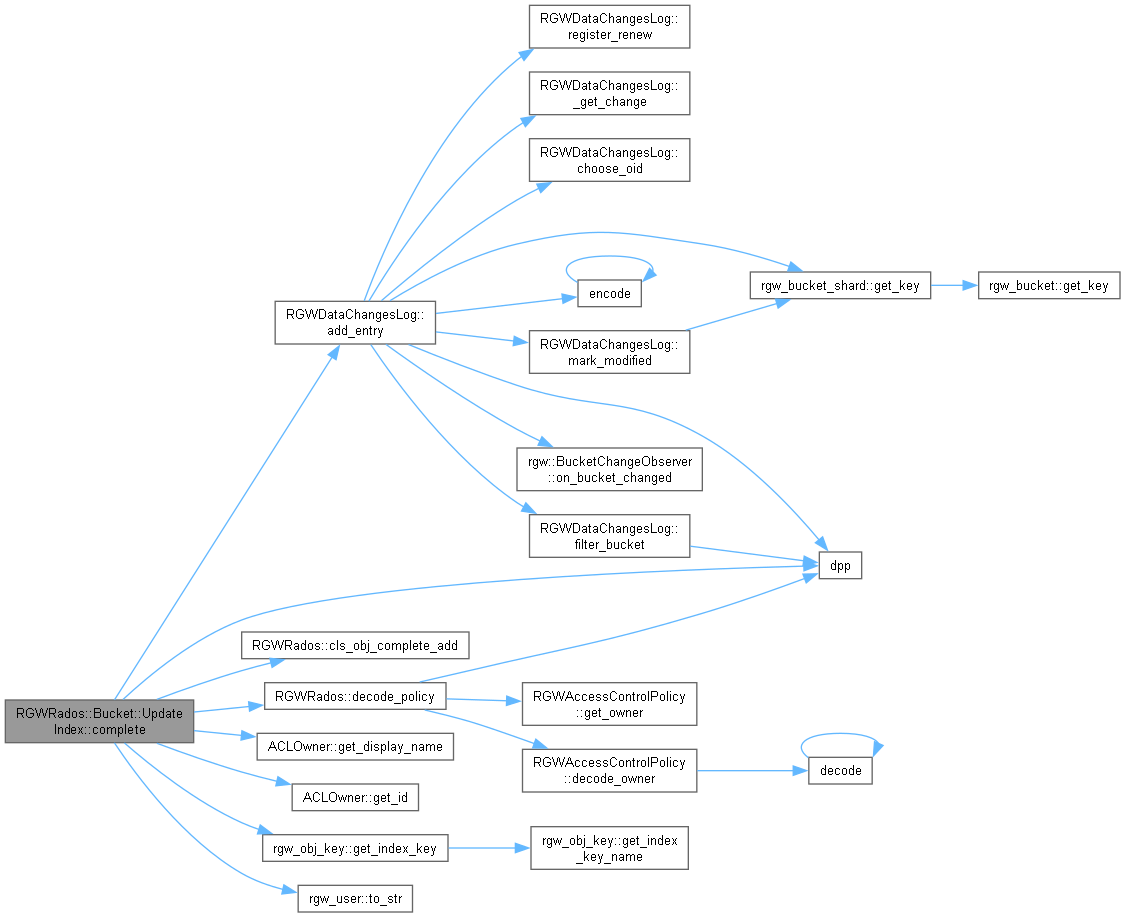 RGWDataChangesLog::
register_renew
RGWDataChangesLog::
_get_change
RGWDataChangesLog::
choose_oid
encode
rgw_bucket_shard::get_key
rgw_bucket::get_key
RGWDataChangesLog::
add_entry
RGWDataChangesLog::
mark_modified
rgw::BucketChangeObserver
::on_bucket_changed
RGWDataChangesLog::
filter_bucket
dpp
RGWRados::cls_obj_complete_add
RGWRados::decode_policy
RGWAccessControlPolicy
::get_owner
RGWRados::Bucket::Update
Index::complete
ACLOwner::get_display_name
RGWAccessControlPolicy
::decode_owner
decode
ACLOwner::get_id
rgw_obj_key::get_index_key
rgw_obj_key::get_index
_key_name
rgw_user::to_str